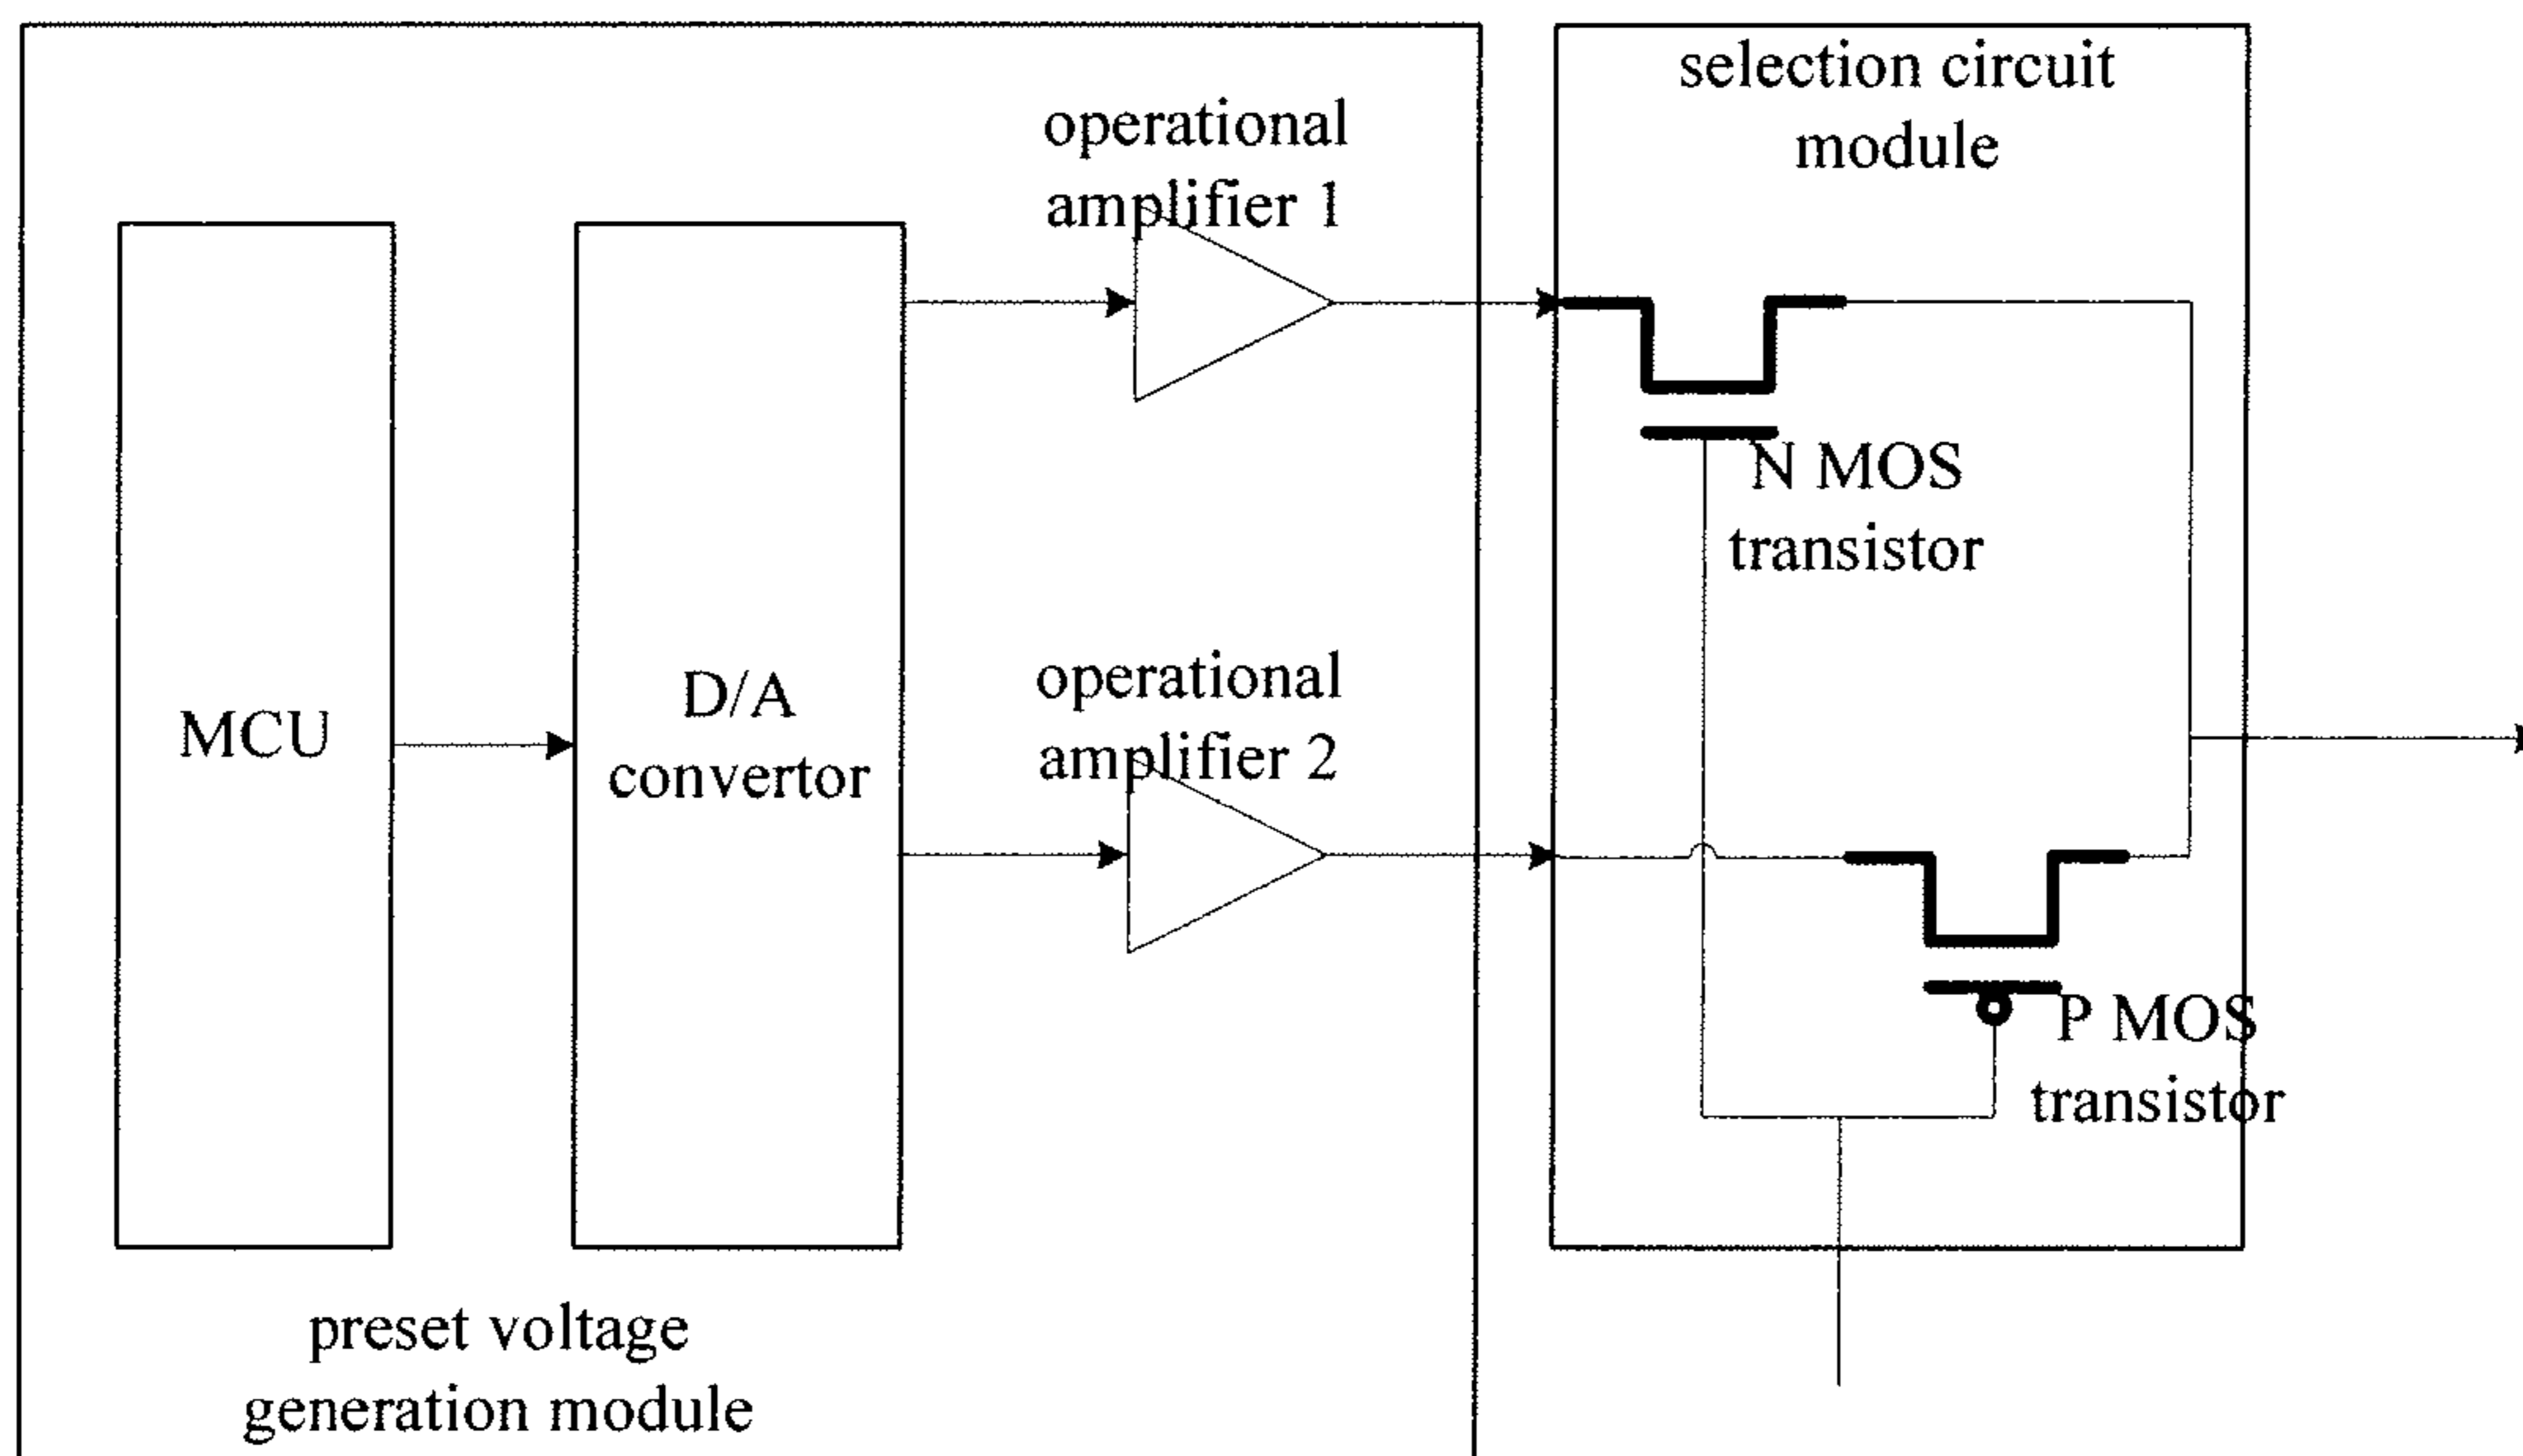 selection circuit
module
operational
amplifier 1
N MOS
transistor
MCU
D/A
convertor
operational
amplifier 2
P MOS
transistor
preset voltage
generation module